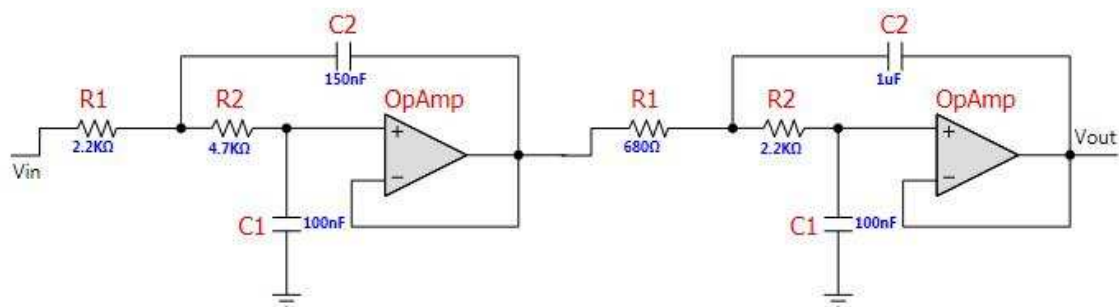 C2
150nF
R1
2.2KΩ
R2
4.7KΩ
OpAmp
+
−
Vin
C1
100nF
C2
1uF
R1
680Ω
R2
2.2KΩ
OpAmp
+
−
Vout
C1
100nF